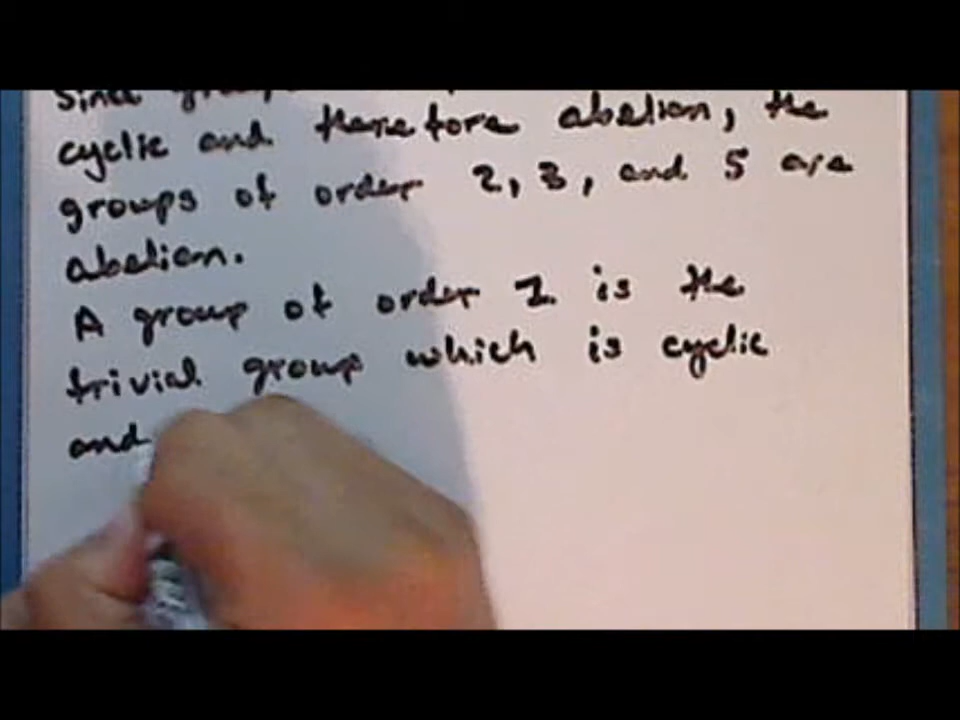 Since
cyclic and therefore abelian, the
groups of order 2, 3, and 5 are
abelian.
A group of order 1 is the
trivial group which is cyclic
and